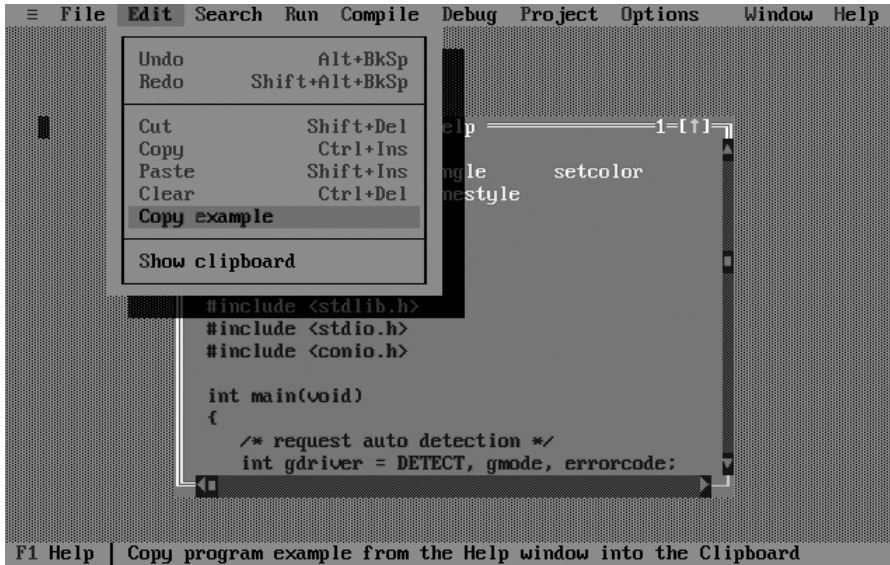 ≡ File Edit Search Run Compile Debug Project Options Window Help
Undo Alt+BkSp
Redo Shift+Alt+BkSp
Cut Shift+Del
Copy Ctrl+Ins
Paste Shift+Ins
Clear Ctrl+Del
Copy example
Show clipboard
elp 1=[↑]
ngle setcolor
nestyle
#include <stdlib.h>
#include <stdio.h>
#include <conio.h>
int main(void)
{
/* request auto detection */
int gdriver = DETECT, gmode, errorcode;
F1 Help | Copy program example from the Help window into the Clipboard